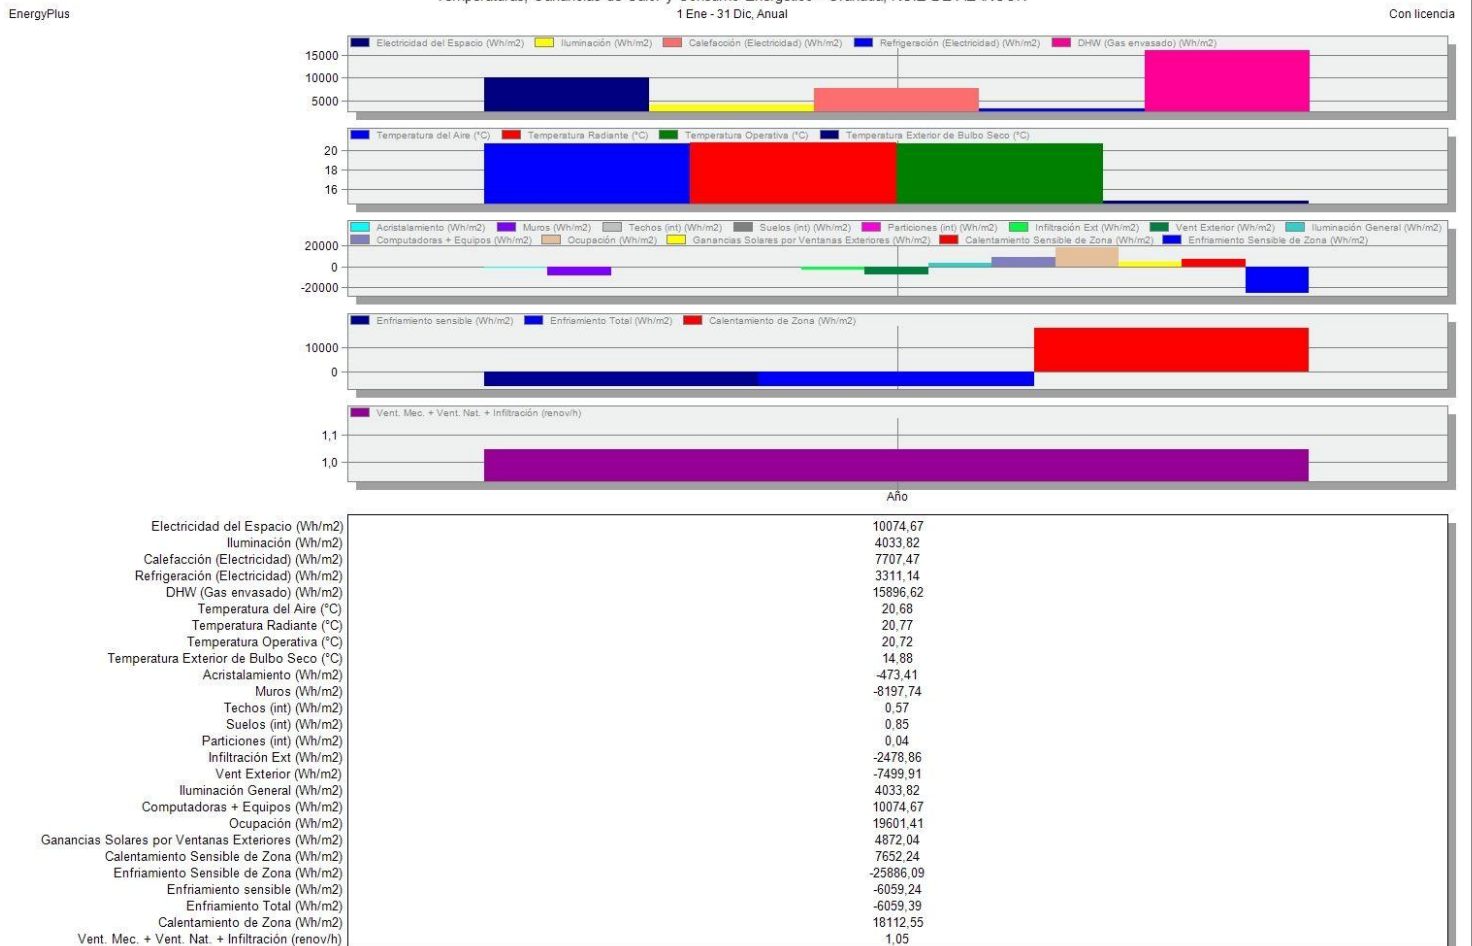 EnergyPlus
1 Ene - 31 Dic, Anual
Con licencia
Electricidad del Espacio (Wh/m2) Iluminación (Wh/m2) Calefacción (Electricidad) (Wh/m2) Refrigeración (Electricidad) (Wh/m2) DHW (Gas envasado) (Wh/m2)
15000
10000
5000
Temperatura del Aire (°C) Temperatura Radiante (°C) Temperatura Operativa (°C) Temperatura Exterior de Bulbo Seco (°C)
20
18
16
Acristalamiento (Wh/m2) Muros (Wh/m2) Techos (int) (Wh/m2) Suelos (int) (Wh/m2) Particiones (int) (Wh/m2) Infiltración Ext (Wh/m2) Vent Exterior (Wh/m2) Iluminación General (Wh/m2)
Computadoras + Equipos (Wh/m2) Ocupación (Wh/m2) Ganancias Solares por Ventanas Exteriores (Wh/m2) Calentamiento Sensible de Zona (Wh/m2) Enfriamiento Sensible de Zona (Wh/m2)
20000
0
-20000
Enfriamiento sensible (Wh/m2) Enfriamiento Total (Wh/m2) Calentamiento de Zona (Wh/m2)
10000
0
Vent. Mec. + Vent. Nat. + Infiltración (renov/h)
1,1
1,0
Año
Electricidad del Espacio (Wh/m2) 10074,67
Iluminación (Wh/m2) 4033,82
Calefacción (Electricidad) (Wh/m2) 7707,47
Refrigeración (Electricidad) (Wh/m2) 3311,14
DHW (Gas envasado) (Wh/m2) 15896,62
Temperatura del Aire (°C) 20,68
Temperatura Radiante (°C) 20,77
Temperatura Operativa (°C) 20,72
Temperatura Exterior de Bulbo Seco (°C) 14,88
Acristalamiento (Wh/m2) -473,41
Muros (Wh/m2) -8197,74
Techos (int) (Wh/m2) 0,57
Suelos (int) (Wh/m2) 0,85
Particiones (int) (Wh/m2) 0,04
Infiltración Ext (Wh/m2) -2478,86
Vent Exterior (Wh/m2) -7499,91
Iluminación General (Wh/m2) 4033,82
Computadoras + Equipos (Wh/m2) 10074,67
Ocupación (Wh/m2) 19601,41
Ganancias Solares por Ventanas Exteriores (Wh/m2) 4872,04
Calentamiento Sensible de Zona (Wh/m2) 7652,24
Enfriamiento Sensible de Zona (Wh/m2) -25886,09
Enfriamiento sensible (Wh/m2) -6059,24
Enfriamiento Total (Wh/m2) -6059,39
Calentamiento de Zona (Wh/m2) 18112,55
Vent. Mec. + Vent. Nat. + Infiltración (renov/h) 1,05